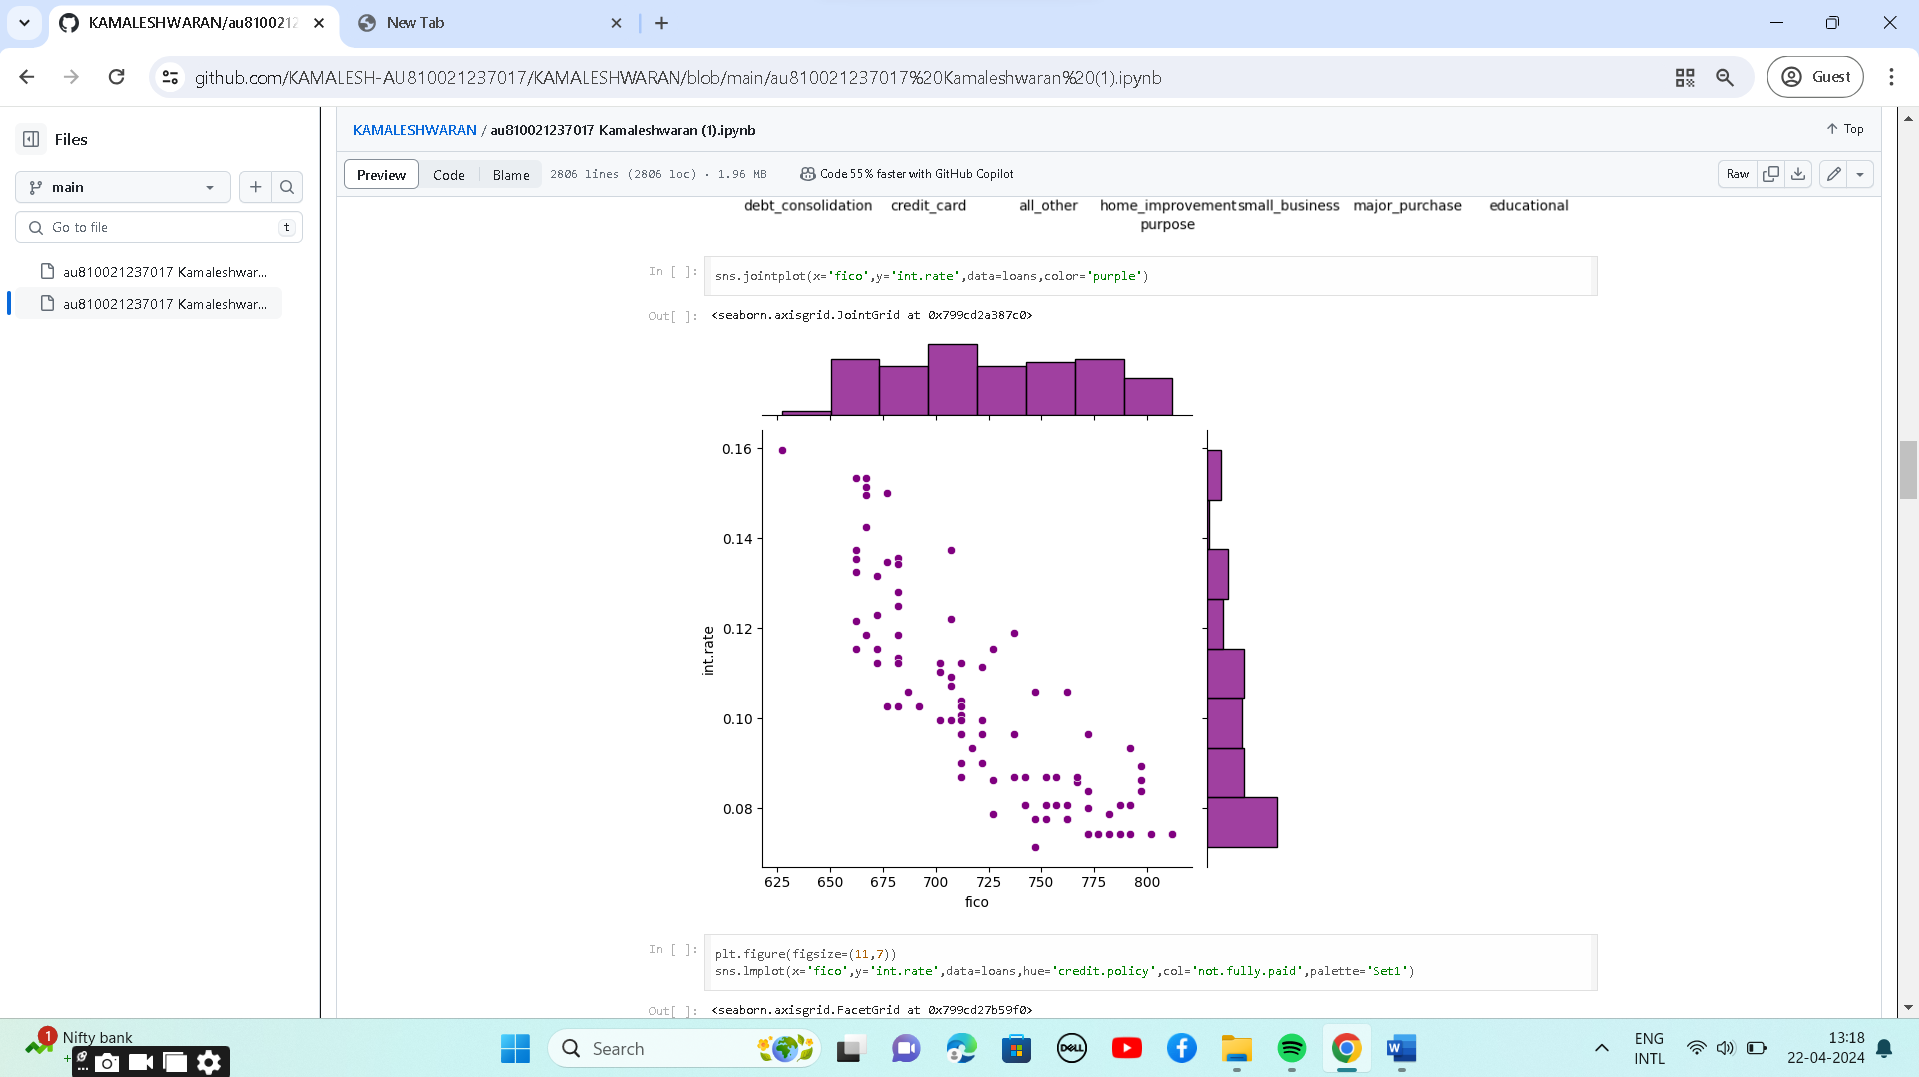 KAMALESHWARAN/au8100212
New Tab
github.com/KAMALESH-AU810021237017/KAMALESHWARAN/blob/main/au810021237017%20Kamaleshwaran%20(1).ipynb
Guest
Files
KAMALESHWARAN / au810021237017 Kamaleshwaran (1).ipynb
Top
main
Preview Code Blame 2806 lines (2806 loc) · 1.96 MB Code 55% faster with GitHub Copilot
Raw
Go to file t
au810021237017 Kamaleshwar...
au810021237017 Kamaleshwar...
debt_consolidation credit_card all_other home_improvementsmall_business major_purchase educational
purpose
In [ ]: sns.jointplot(x='fico',y='int.rate',data=loans,color='purple')
Out[ ]: <seaborn.axisgrid.JointGrid at 0x799cd2a387c0>
0.16
0.14
0.12
0.10
0.08
int.rate
625 650 675 700 725 750 775 800
fico
In [ ]: plt.figure(figsize=(11,7))
sns.lmplot(x='fico',y='int.rate',data=loans,hue='credit.policy',col='not.fully.paid',palette='Set1')
Out[ ]: <seaborn.axisgrid.FacetGrid at 0x799cd27b59f0>
1
Nifty bank
Search
DELL
ENG
INTL
13:18
22-04-2024